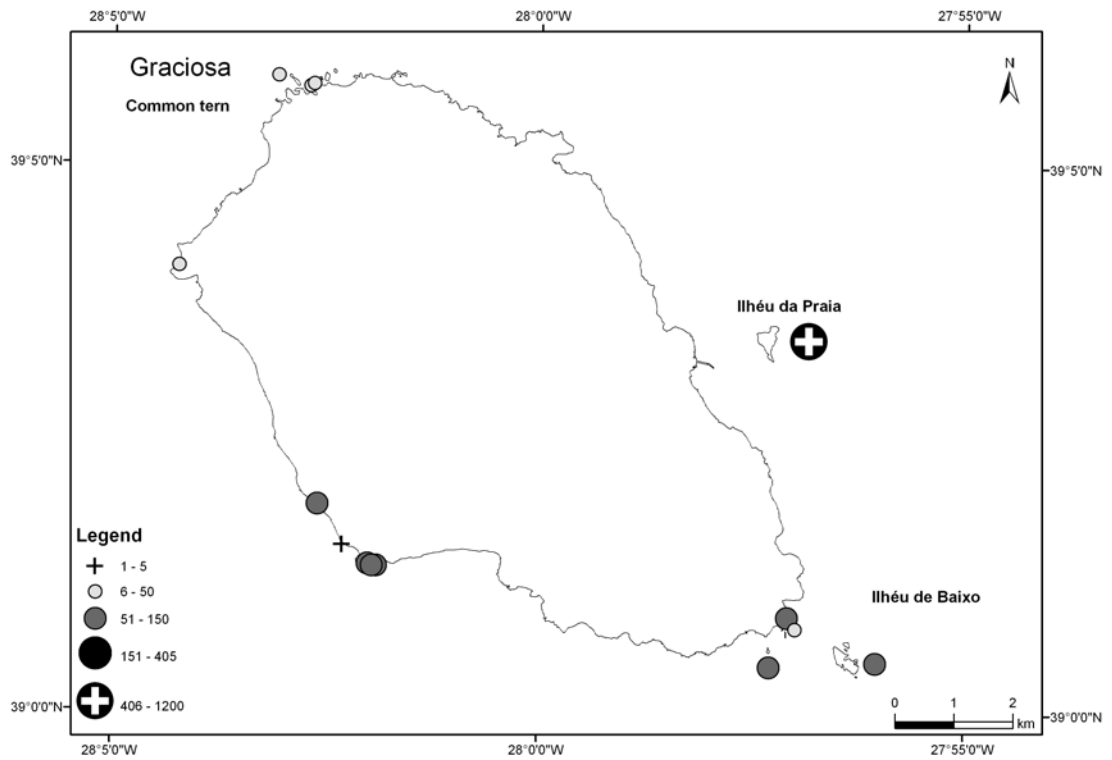 28°5'0"W 28°0'0"W 27°55'0"W
Graciosa
Common tern
N
39°5'0"N 39°5'0"N
Ilhéu da Praia
Legend
1 - 5
6 - 50
51 - 150
151 - 405
406 - 1200
Ilhéu de Baixo
0 1 2
km
39°0'0"N 39°0'0"N
28°5'0"W 28°0'0"W 27°55'0"W